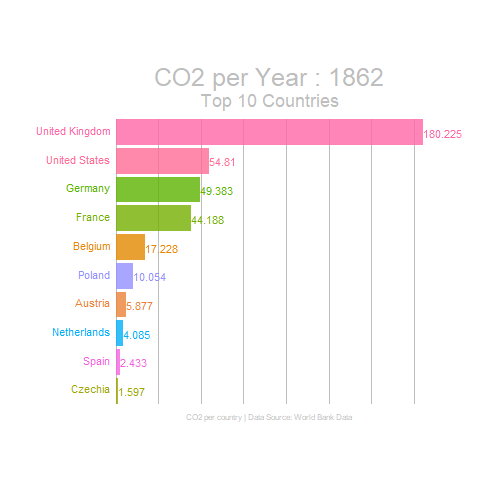 CO2 per Year : 1862
Top 10 Countries
United Kingdom 180.225
United States 54.81
Germany 49.383
France 44.188
Belgium 17.228
Poland 10.054
Austria 5.877
Netherlands 4.085
Spain 2.433
Czechia 1.597
CO2 per country | Data Source: World Bank Data